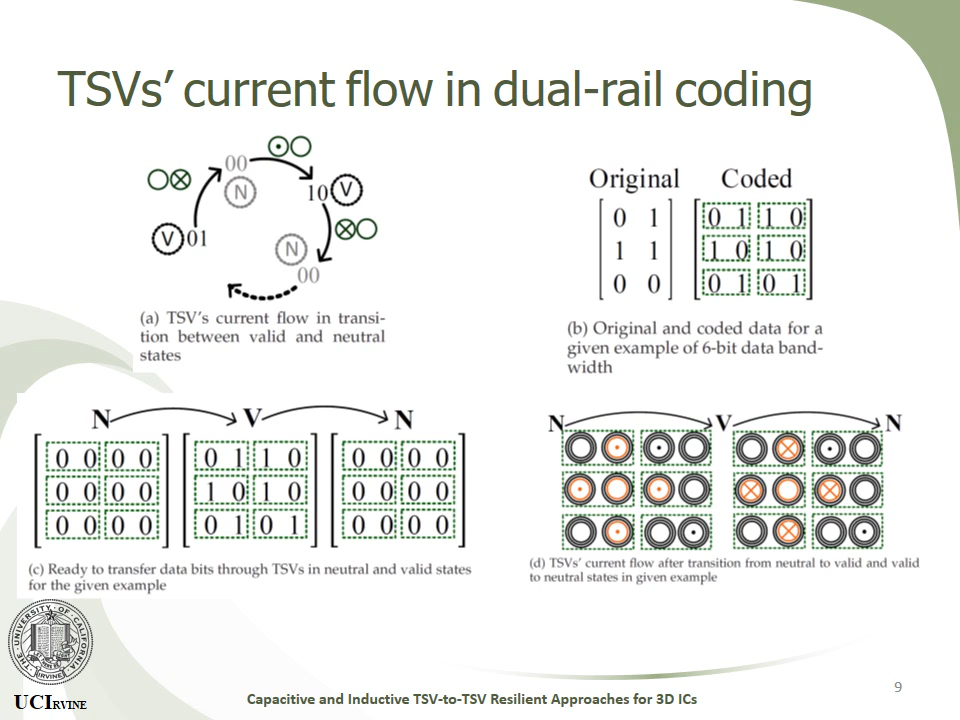 TSVs’ current flow in dual-rail coding
00
N
10 V
V 01
N
00
(a) TSV's current flow in transi-
tion between valid and neutral
states
Original Coded
0 1 0 1 1 0
1 1 1 0 1 0
0 0 0 1 0 1
(b) Original and coded data for a
given example of 6-bit data band-
width
N V N
0 0 0 0 0 1 1 0 0 0 0 0
0 0 0 0 1 0 1 0 0 0 0 0
0 0 0 0 0 1 0 1 0 0 0 0
(c) Ready to transfer data bits through TSVs in neutral and valid states
for the given example
N V N
(d) TSVs' current flow after transition from neutral to valid and valid
to neutral states in given example
THE UNIVERSITY OF CALIFORNIA
IRVINE
UCIRVINE
Capacitive and Inductive TSV-to-TSV Resilient Approaches for 3D ICs
9